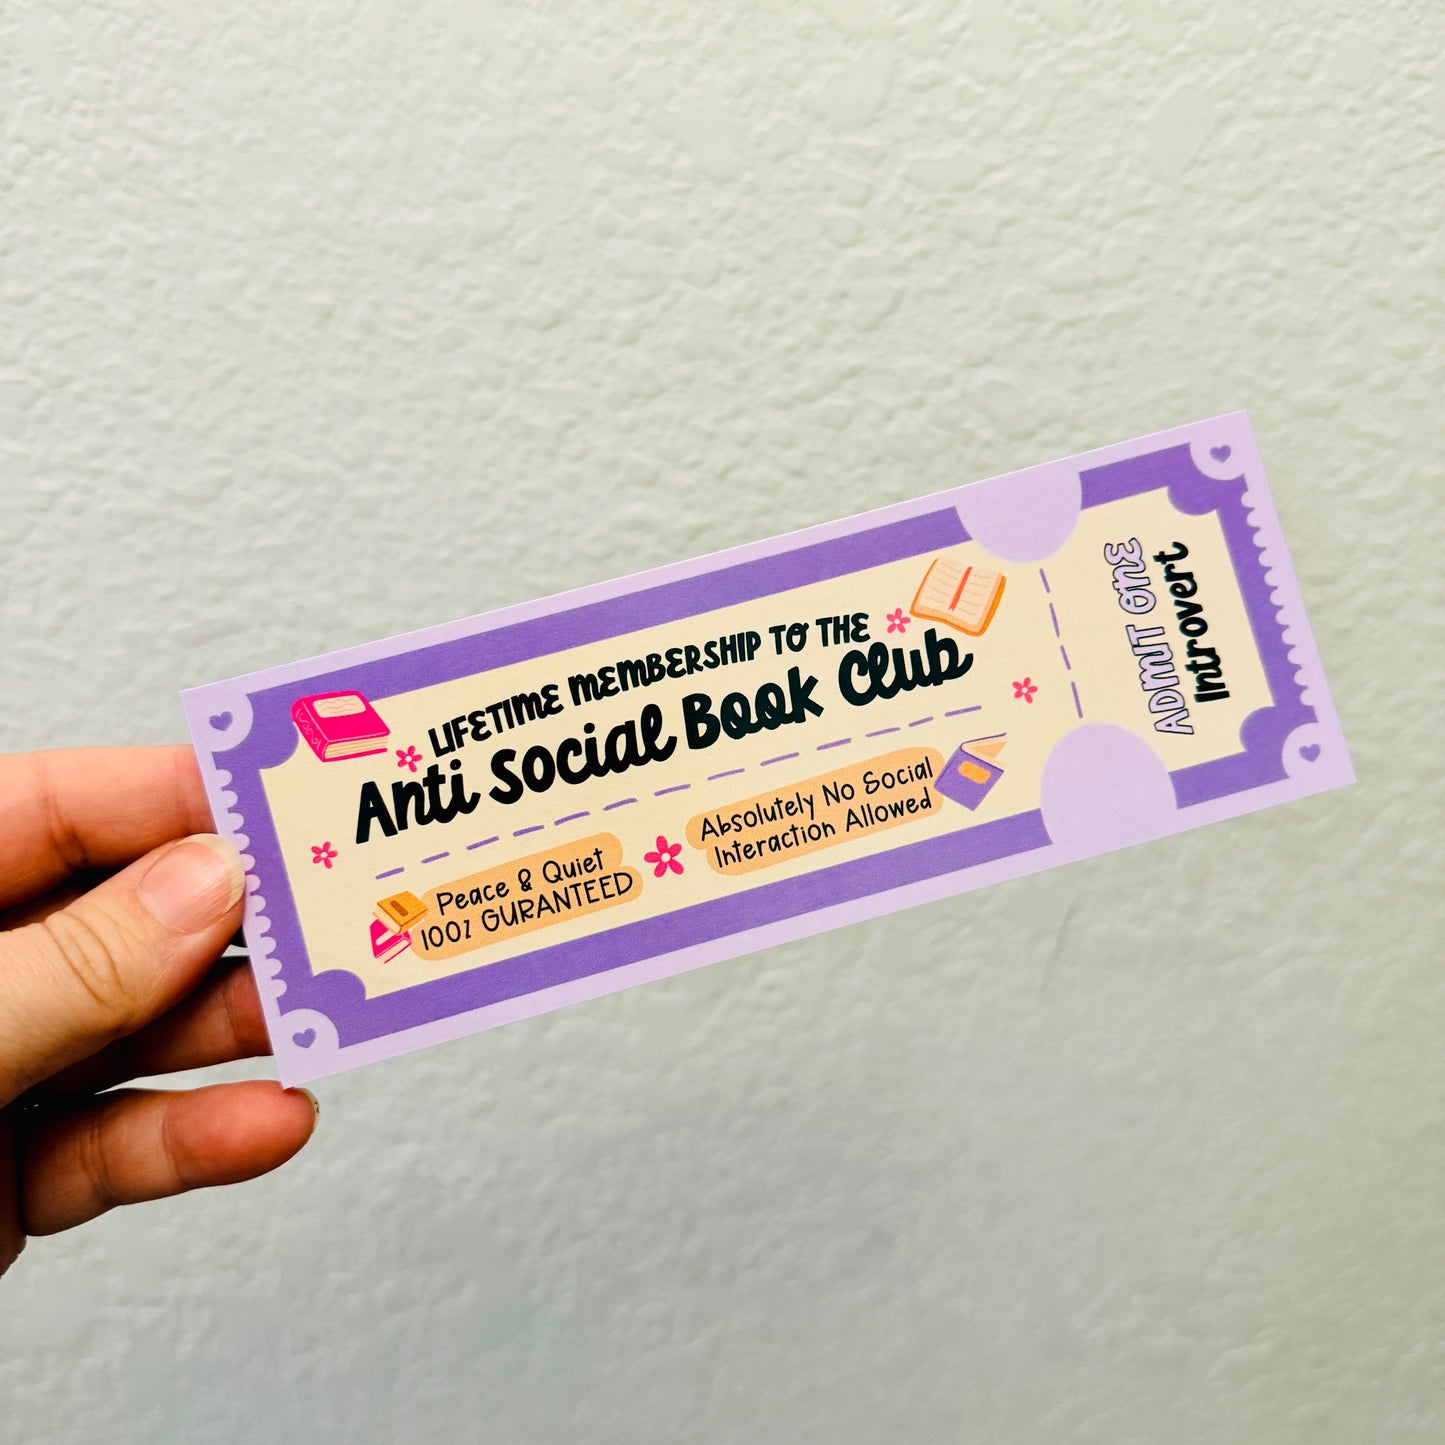 LIFETIME MEMBERSHIP TO THE
Anti Social Book Club
Peace & Quiet
100% GURANTEED
Absolutely No Social
Interaction Allowed
ADMIT ONE
Introvert